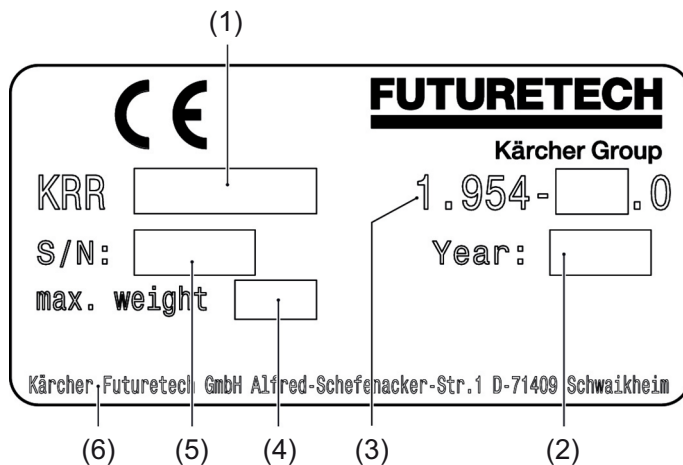 (1)
CE
FUTURETECH
Kärcher Group
KRR
1.954- .0
S/N:
Year:
max. weight
Kärcher Futuretech GmbH Alfred-Schefenacker-Str.1 D-71409 Schwaikheim
(6) (5) (4) (3) (2)